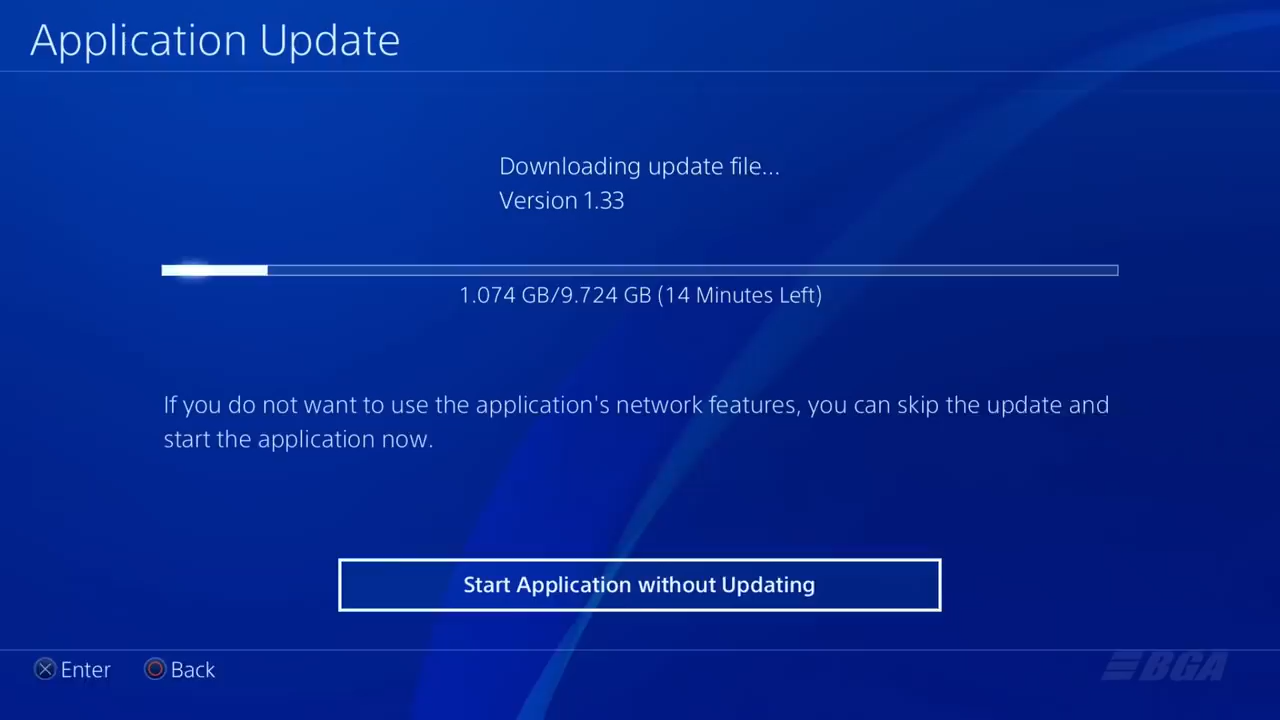 Application Update
Downloading update file...
Version 1.33
1.074 GB/9.724 GB (14 Minutes Left)
If you do not want to use the application's network features, you can skip the update and
start the application now.
Start Application without Updating
Enter Back
BGA